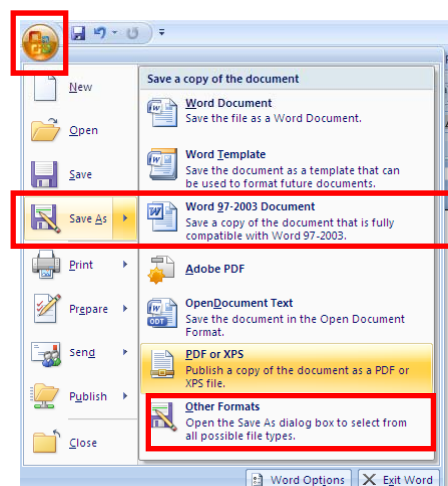 Save a copy of the document
New
Word Document
Save the file as a Word Document.
Open
Word Template
Save the document as a template that can
be used to format future documents.
Save
Save As
Word 97-2003 Document
Save a copy of the document that is fully
compatible with Word 97-2003.
Print
Adobe PDF
Prepare
OpenDocument Text
Save the document in the Open Document
Format.
ODT
Send
PDF or XPS
Publish a copy of the document as a PDF or
XPS file.
Publish
Other Formats
Open the Save As dialog box to select from
all possible file types.
Close
Word Options
Exit Word